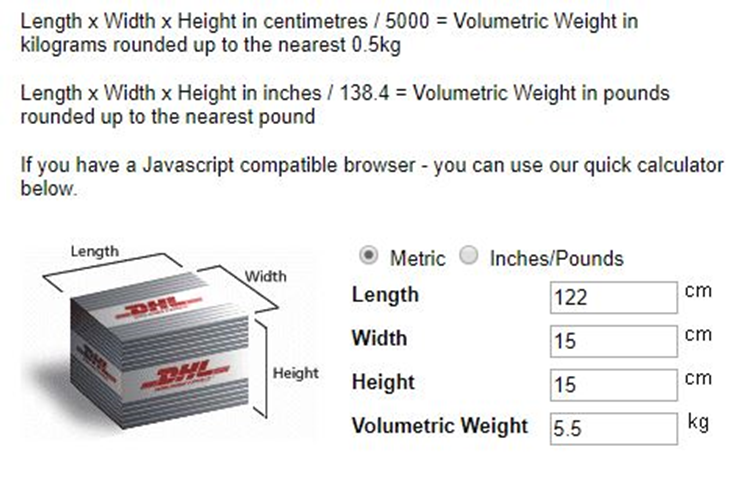 Length x Width x Height in centimetres / 5000 = Volumetric Weight in
kilograms rounded up to the nearest 0.5kg
Length x Width x Height in inches / 138.4 = Volumetric Weight in pounds
rounded up to the nearest pound
If you have a Javascript compatible browser - you can use our quick calculator
below.
Length
Width
Height
DHL
DHL
DHL
Metric Inches/Pounds
Length 122 cm
Width 15 cm
Height 15 cm
Volumetric Weight 5.5 kg